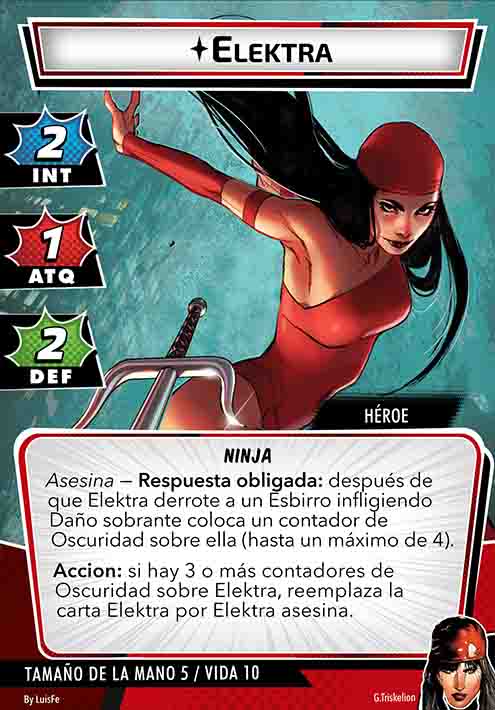 ELEKTRA
2
INT
1
ATQ
2
DEF
HÉROE
NINJA
Asesina – Respuesta obligada: después de
que Elektra derrote a un Esbirro infligiendo
Daño sobrante coloca un contador de
Oscuridad sobre ella (hasta un máximo de 4).
Accion: si hay 3 o más contadores de
Oscuridad sobre Elektra, reemplaza la
carta Elektra por Elektra asesina.
TAMAÑO DE LA MANO 5 / VIDA 10
By LuisFe
G.Triskelion